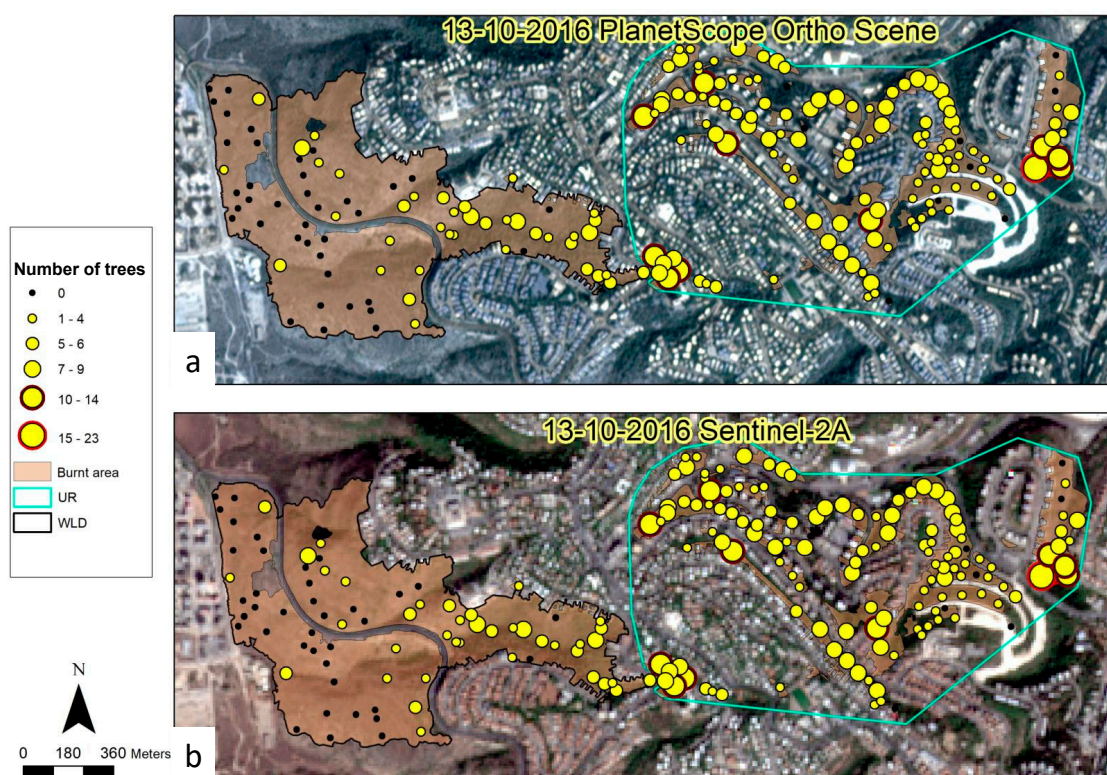 13-10-2016 PlanetScope Ortho Scene
a
Number of trees
0
1 - 4
5 - 6
7 - 9
10 - 14
15 - 23
Burnt area
UR
WLD
13-10-2016 Sentinel-2A
b
N
0 180 360 Meters